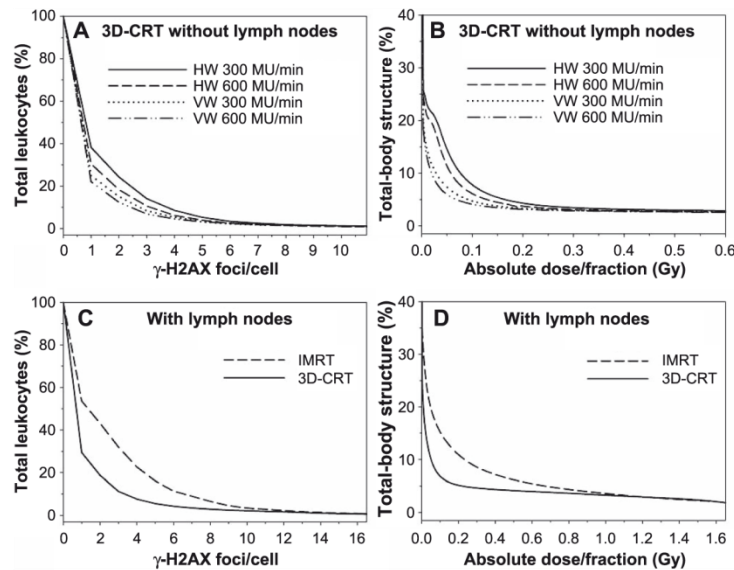 A 3D-CRT without lymph nodes
HW 300 MU/min
HW 600 MU/min
VW 300 MU/min
VW 600 MU/min
Total leukocytes (%)
100
80
60
40
20
0
0 1 2 3 4 5 6 7 8 9 10
γ-H2AX foci/cell
B 3D-CRT without lymph nodes
HW 300 MU/min
HW 600 MU/min
VW 300 MU/min
VW 600 MU/min
Total-body structure (%)
40
30
20
10
0
0.0 0.1 0.2 0.3 0.4 0.5 0.6
Absolute dose/fraction (Gy)
C With lymph nodes
IMRT
3D-CRT
Total leukocytes (%)
100
80
60
40
20
0
0 2 4 6 8 10 12 14 16
γ-H2AX foci/cell
D With lymph nodes
IMRT
3D-CRT
Total-body structure (%)
40
30
20
10
0
0.0 0.2 0.4 0.6 0.8 1.0 1.2 1.4 1.6
Absolute dose/fraction (Gy)